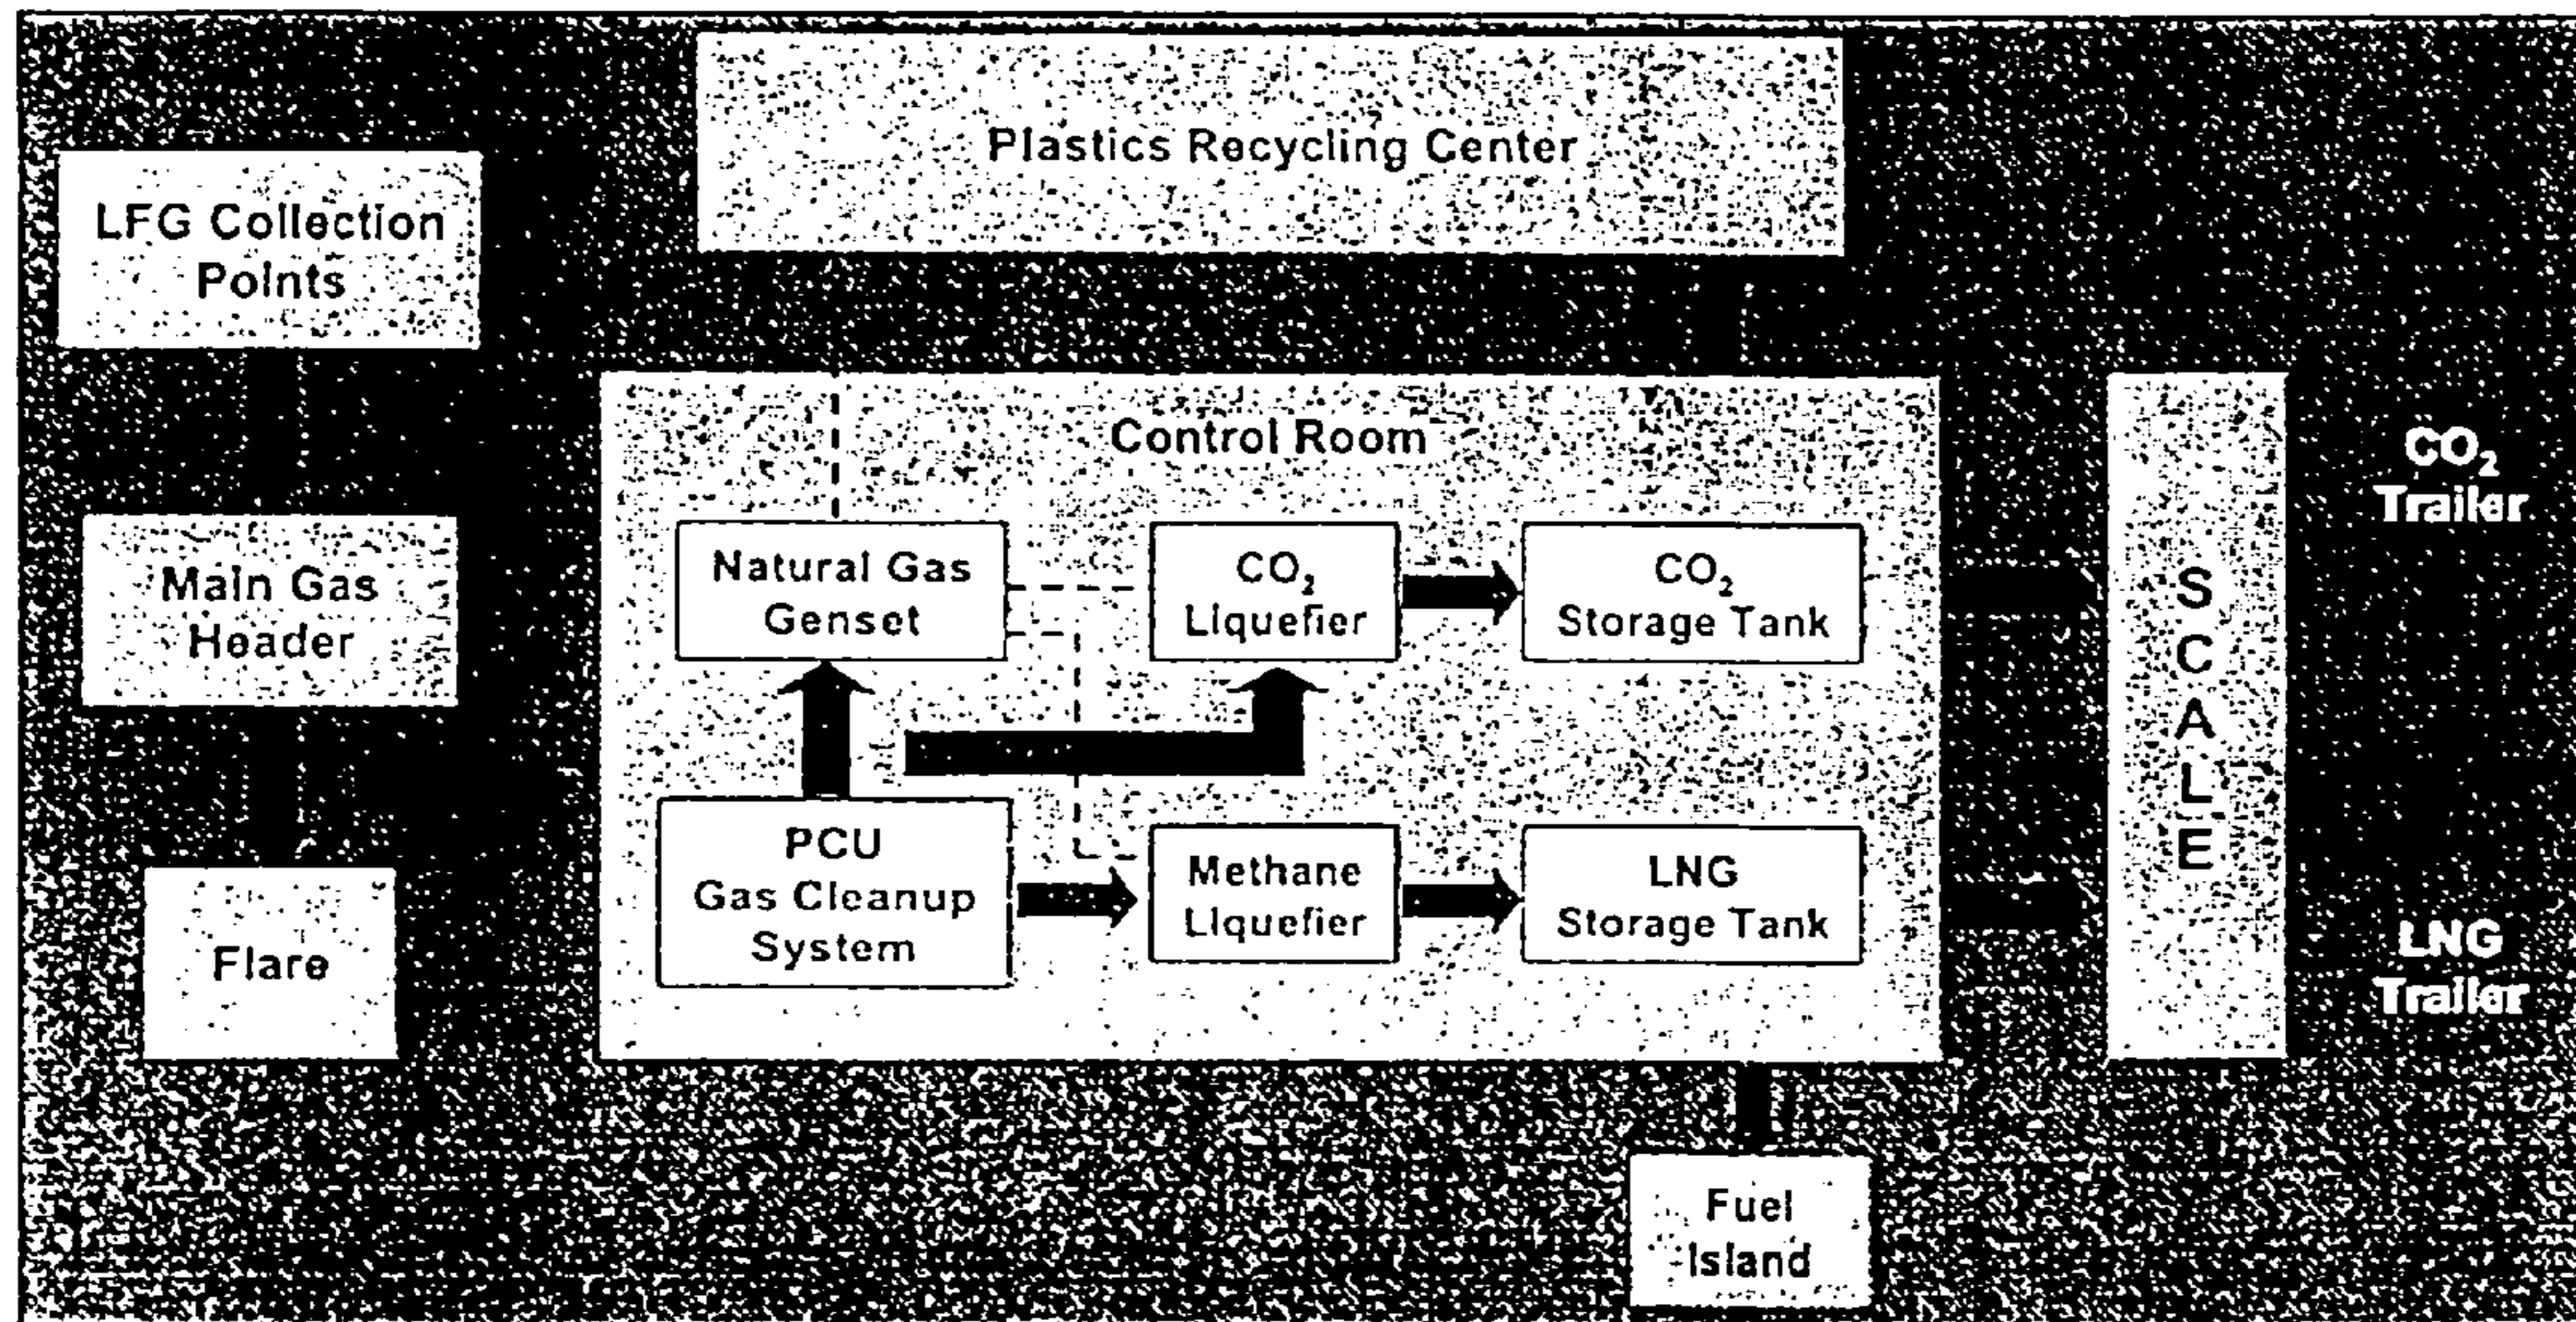 Plastics Recycling Center
LFG Collection
Points
Control Room
CO₂
Trailer
Main Gas
Header
Natural Gas
Genset
CO₂
Liquefier
CO₂
Storage Tank
SCALE
PCU
Gas Cleanup
System
Methane
Liquefier
LNG
Storage Tank
Flare
LNG
Trailer
Fuel
Island